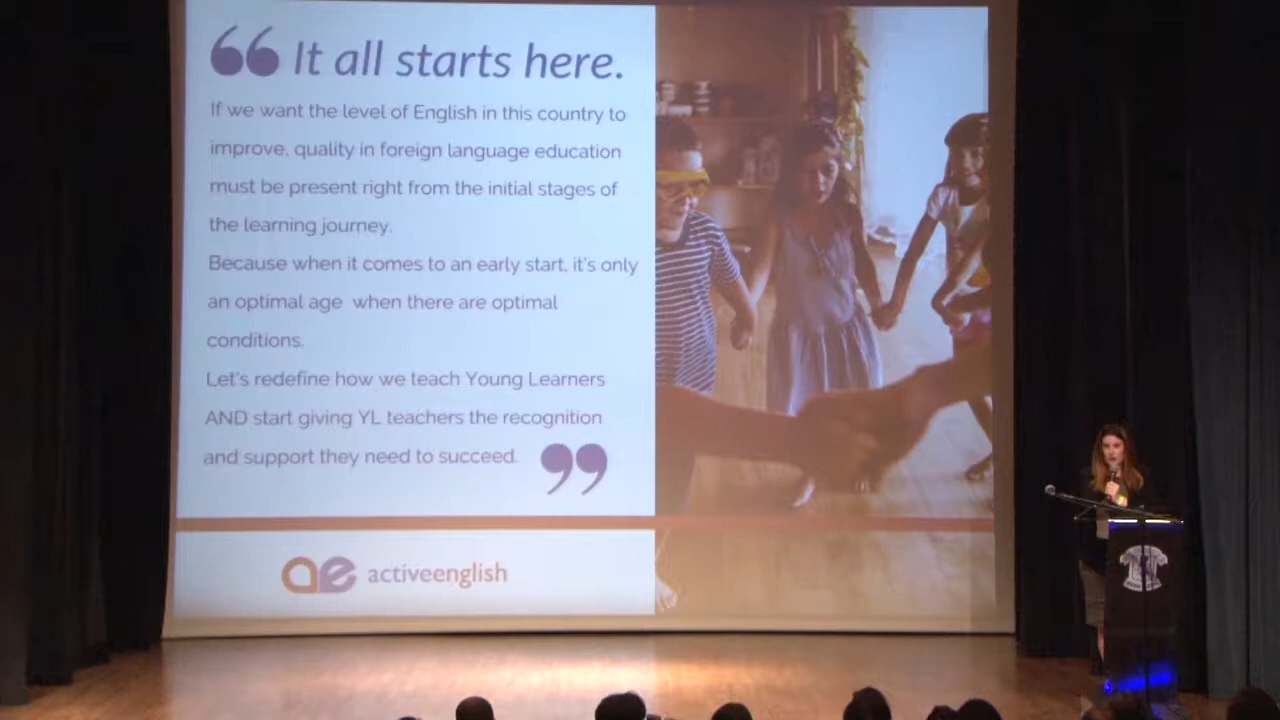 It all starts here.
If we want the level of English in this country to
improve, quality in foreign language education
must be present right from the initial stages of
the learning journey.
Because when it comes to an early start, it's only
an optimal age when there are optimal
conditions.
Let's redefine how we teach Young Learners
AND start giving YL teachers the recognition
and support they need to succeed.
ae activeenglish